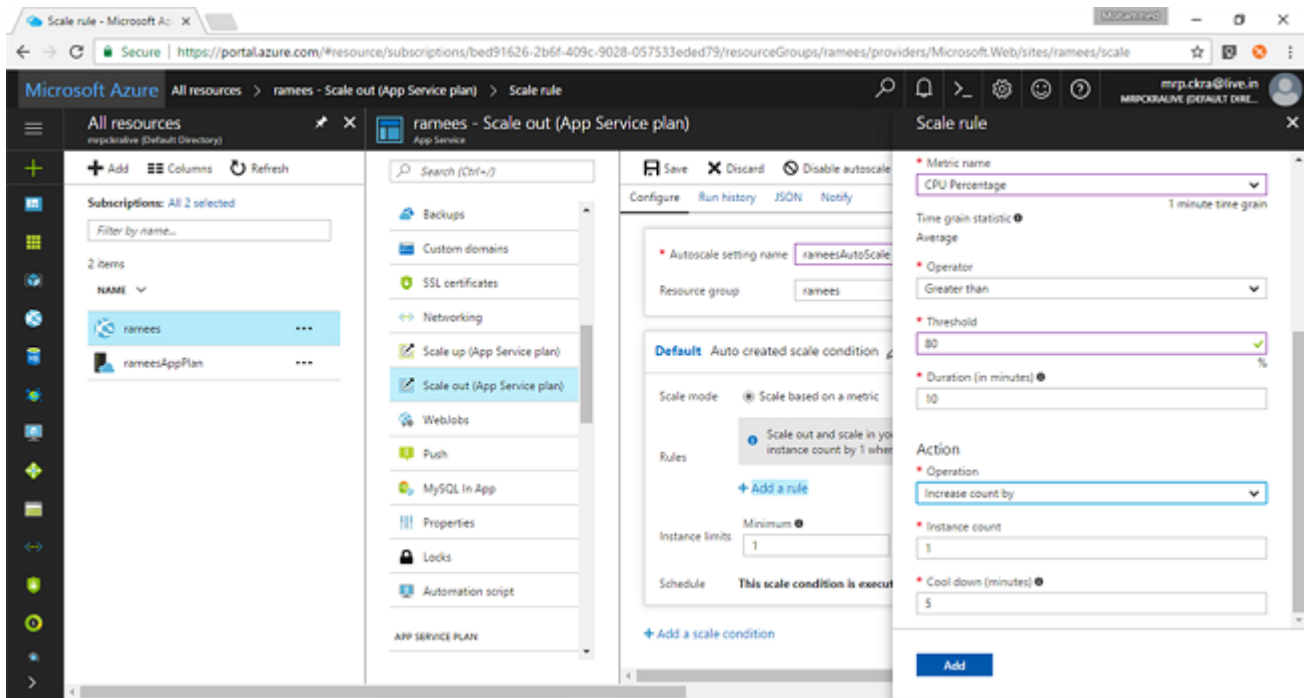 Scale rule - Microsoft Az
Mohammed
Secure | https://portal.azure.com/#resource/subscriptions/bed91626-2b6f-409c-9028-057533eded79/resourceGroups/ramees/providers/Microsoft.Web/sites/ramees/scale
Microsoft Azure All resources > ramees - Scale out (App Service plan) > Scale rule
mrp.ckra@live.in
MRPCKRALIVE (DEFAULT DIRE...
All resources
mrpckralive (Default Directory)
Add Columns Refresh
Subscriptions: All 2 selected
Filter by name...
2 items
NAME
ramees ...
rameesAppPlan ...
ramees - Scale out (App Service plan)
App Service
Search (Ctrl+/)
Backups
Custom domains
SSL certificates
Networking
Scale up (App Service plan)
Scale out (App Service plan)
WebJobs
Push
MySQL In App
Properties
Locks
Automation script
APP SERVICE PLAN
Save Discard Disable autoscale
Configure Run history JSON Notify
* Autoscale setting name rameesAutoScale
Resource group ramees
Default Auto created scale condition
Scale mode Scale based on a metric
Rules
Scale out and scale in yo
instance count by 1 when
+ Add a rule
Instance limits
Minimum
1
Schedule This scale condition is execut
+ Add a scale condition
Scale rule
* Metric name
CPU Percentage
1 minute time grain
Time grain statistic
Average
* Operator
Greater than
* Threshold
80
%
* Duration (in minutes)
10
Action
* Operation
Increase count by
* Instance count
1
* Cool down (minutes)
5
Add